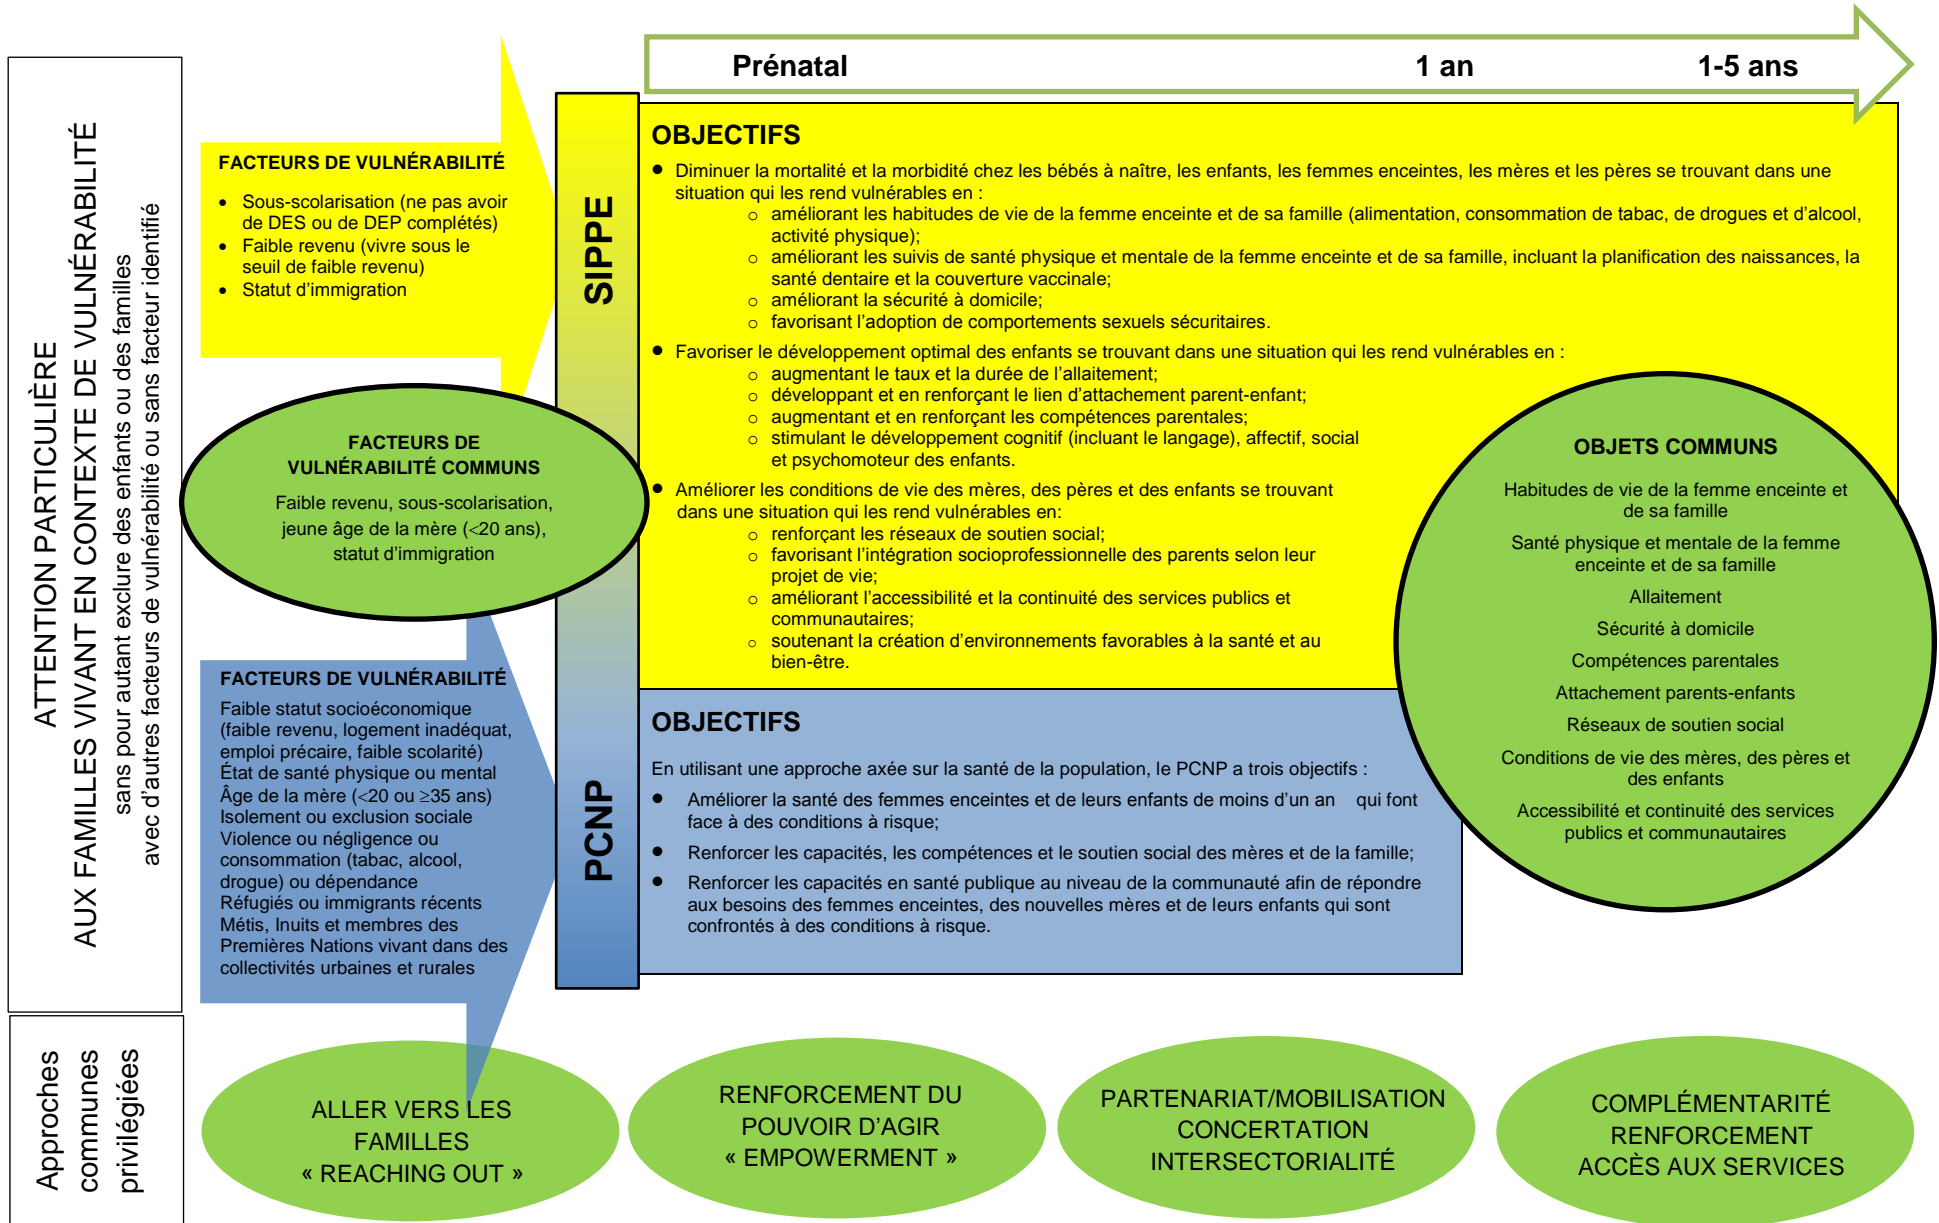 Prénatal
1 an
1-5 ans
ATTENTION PARTICULIÈRE
AUX FAMILLES VIVANT EN CONTEXTE DE VULNÉRABILITÉ
sans pour autant exclure des enfants ou des familles
avec d'autres facteurs de vulnérabilité ou sans facteur identifié
FACTEURS DE VULNÉRABILITÉ
• Sous-scolarisation (ne pas avoir
de DES ou de DEP complétés)
• Faible revenu (vivre sous le
seuil de faible revenu)
• Statut d'immigration
FACTEURS DE
VULNÉRABILITÉ COMMUNS
Faible revenu, sous-scolarisation,
jeune âge de la mère (<20 ans),
statut d'immigration
FACTEURS DE VULNÉRABILITÉ
Faible statut socioéconomique
(faible revenu, logement inadéquat,
emploi précaire, faible scolarité)
État de santé physique ou mental
Âge de la mère (<20 ou ≥35 ans)
Isolement ou exclusion sociale
Violence ou négligence ou
consommation (tabac, alcool,
drogue) ou dépendance
Réfugiés ou immigrants récents
Métis, Inuits et membres des
Premières Nations vivant dans des
collectivités urbaines et rurales
SIPPE
PCNP
OBJECTIFS
• Diminuer la mortalité et la morbidité chez les bébés à naître, les enfants, les femmes enceintes, les mères et les pères se trouvant dans une
situation qui les rend vulnérables en :
o améliorant les habitudes de vie de la femme enceinte et de sa famille (alimentation, consommation de tabac, de drogues et d'alcool,
activité physique);
o améliorant les suivis de santé physique et mentale de la femme enceinte et de sa famille, incluant la planification des naissances, la
santé dentaire et la couverture vaccinale;
o améliorant la sécurité à domicile;
o favorisant l'adoption de comportements sexuels sécuritaires.
• Favoriser le développement optimal des enfants se trouvant dans une situation qui les rend vulnérables en :
o augmentant le taux et la durée de l'allaitement;
o développant et en renforçant le lien d'attachement parent-enfant;
o augmentant et en renforçant les compétences parentales;
o stimulant le développement cognitif (incluant le langage), affectif, social
et psychomoteur des enfants.
• Améliorer les conditions de vie des mères, des pères et des enfants se trouvant
dans une situation qui les rend vulnérables en:
o renforçant les réseaux de soutien social;
o favorisant l'intégration socioprofessionnelle des parents selon leur
projet de vie;
o améliorant l'accessibilité et la continuité des services publics et
communautaires;
o soutenant la création d'environnements favorables à la santé et au
bien-être.
OBJECTIFS
En utilisant une approche axée sur la santé de la population, le PCNP a trois objectifs :
• Améliorer la santé des femmes enceintes et de leurs enfants de moins d'un an qui font
face à des conditions à risque;
• Renforcer les capacités, les compétences et le soutien social des mères et de la famille;
• Renforcer les capacités en santé publique au niveau de la communauté afin de répondre
aux besoins des femmes enceintes, des nouvelles mères et de leurs enfants qui sont
confrontés à des conditions à risque.
OBJETS COMMUNS
Habitudes de vie de la femme enceinte et
de sa famille
Santé physique et mentale de la femme
enceinte et de sa famille
Allaitement
Sécurité à domicile
Compétences parentales
Attachement parents-enfants
Réseaux de soutien social
Conditions de vie des mères, des pères et
des enfants
Accessibilité et continuité des services
publics et communautaires
Approches
communes
privilégiées
ALLER VERS LES
FAMILLES
« REACHING OUT »
RENFORCEMENT DU
POUVOIR D'AGIR
« EMPOWERMENT »
PARTENARIAT/MOBILISATION
CONCERTATION
INTERSECTORIALITÉ
COMPLÉMENTARITÉ
RENFORCEMENT
ACCÈS AUX SERVICES